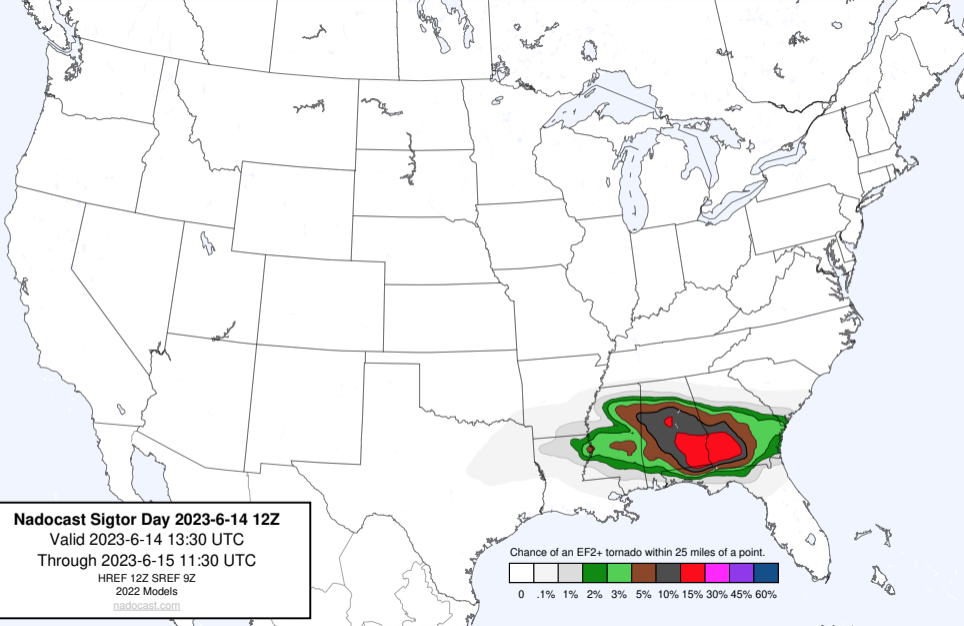 Nadocast Sigtor Day 2023-6-14 12Z
Valid 2023-6-14 13:30 UTC
Through 2023-6-15 11:30 UTC
HREF 12Z SREF 9Z
2022 Models
nadocast.com
Chance of an EF2+ tornado within 25 miles of a point.
0 .1% 1% 2% 3% 5% 10% 15% 30% 45% 60%